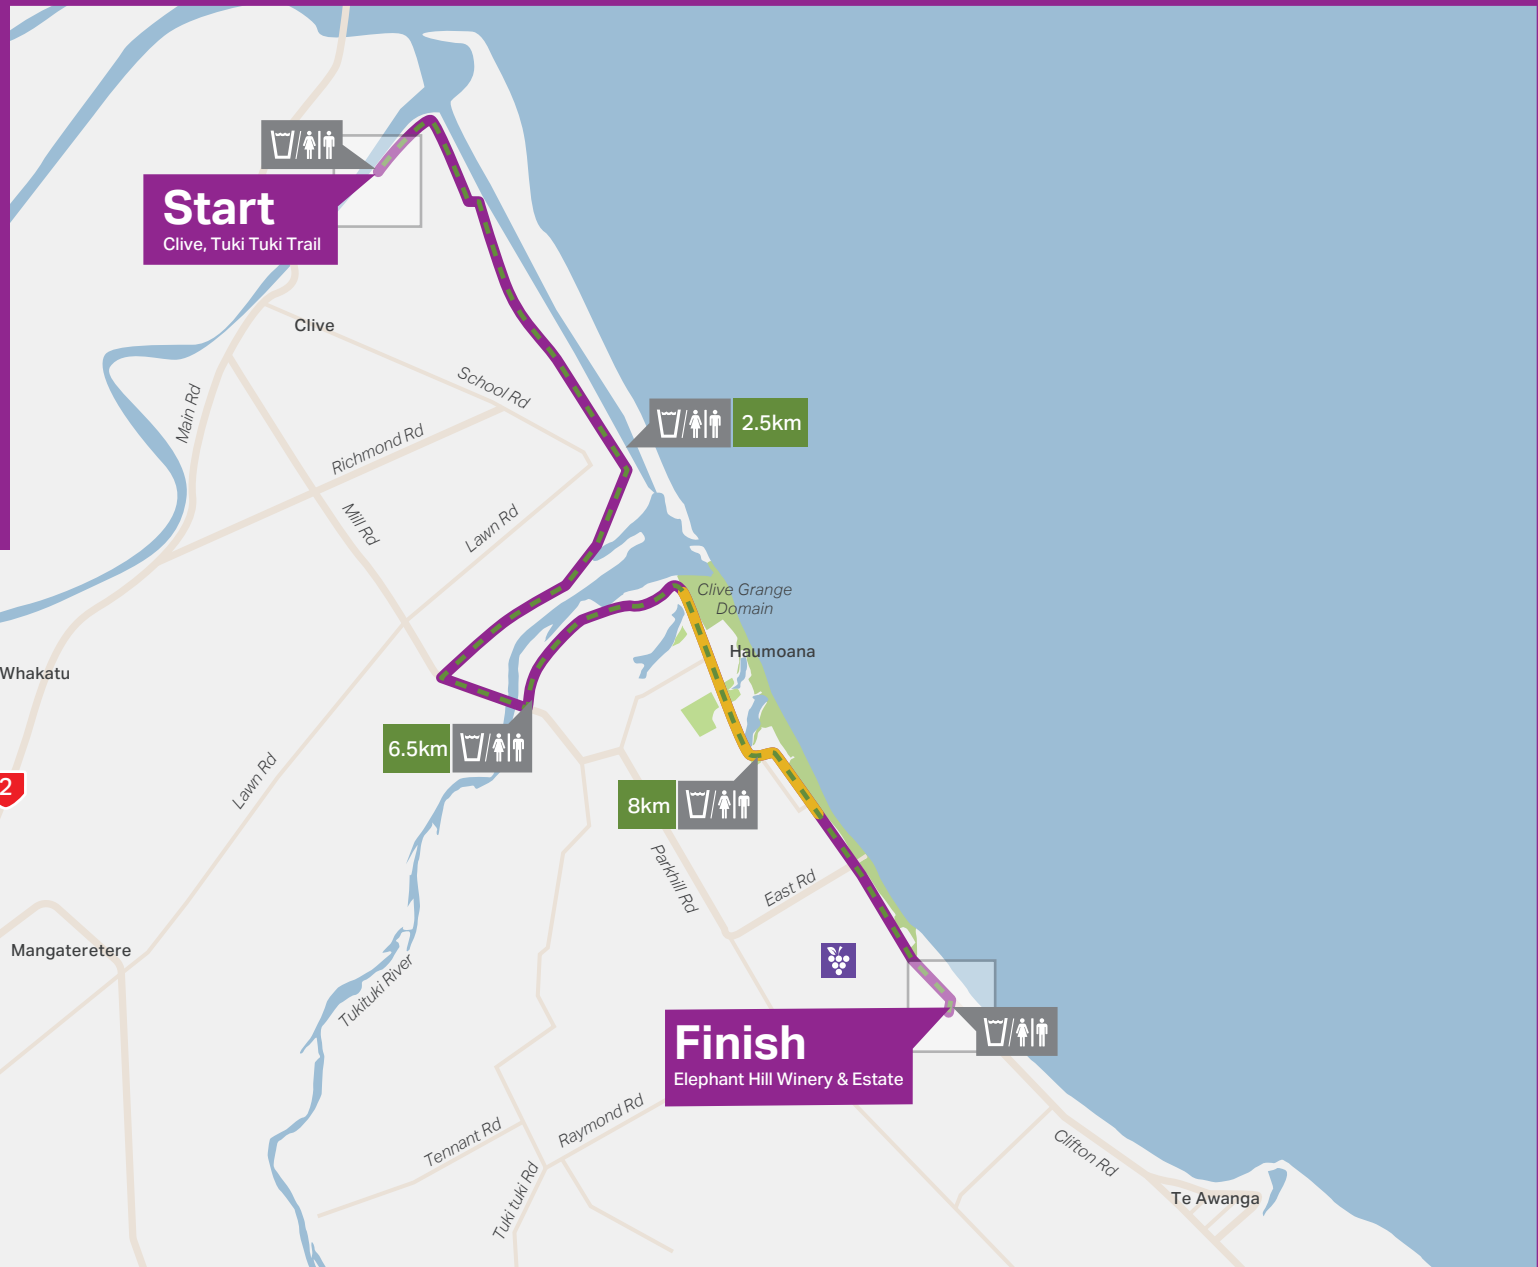 Start
Clive, Tuki Tuki Trail
Clive
School Rd
2.5km
Main Rd
Richmond Rd
Mill Rd
Lawn Rd
Clive Grange
Domain
Haumoana
Whakatu
6.5km
2
Lawn Rd
8km
Parkhill Rd
East Rd
Mangateretere
Tukituki River
Finish
Elephant Hill Winery & Estate
Raymond Rd
Tennant Rd
Tuki tuki Rd
Clifton Rd
Te Awanga